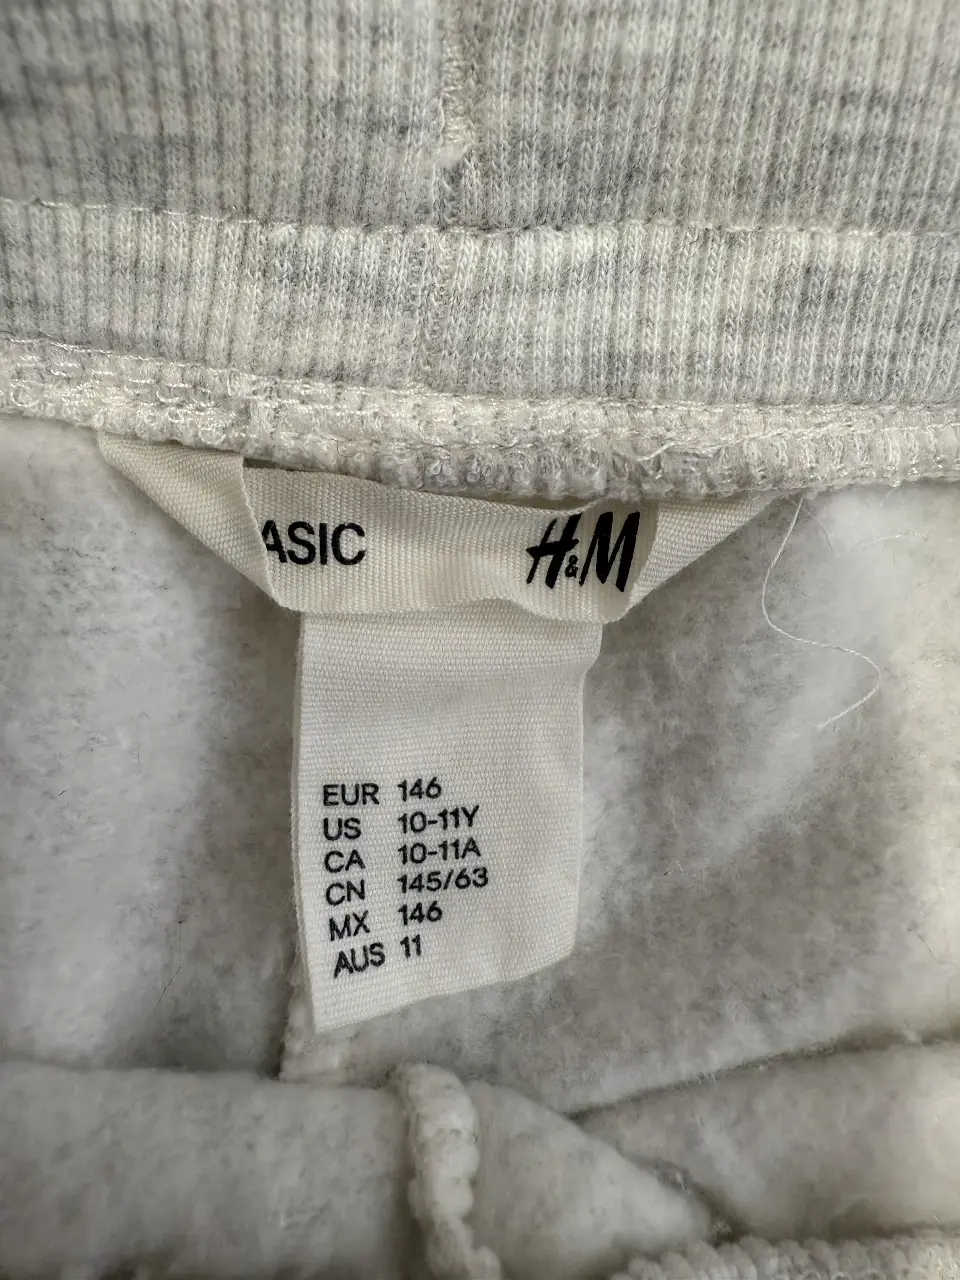 ASIC H&M
EUR 146
US 10-11Y
CA 10-11A
CN 145/63
MX 146
AUS 11